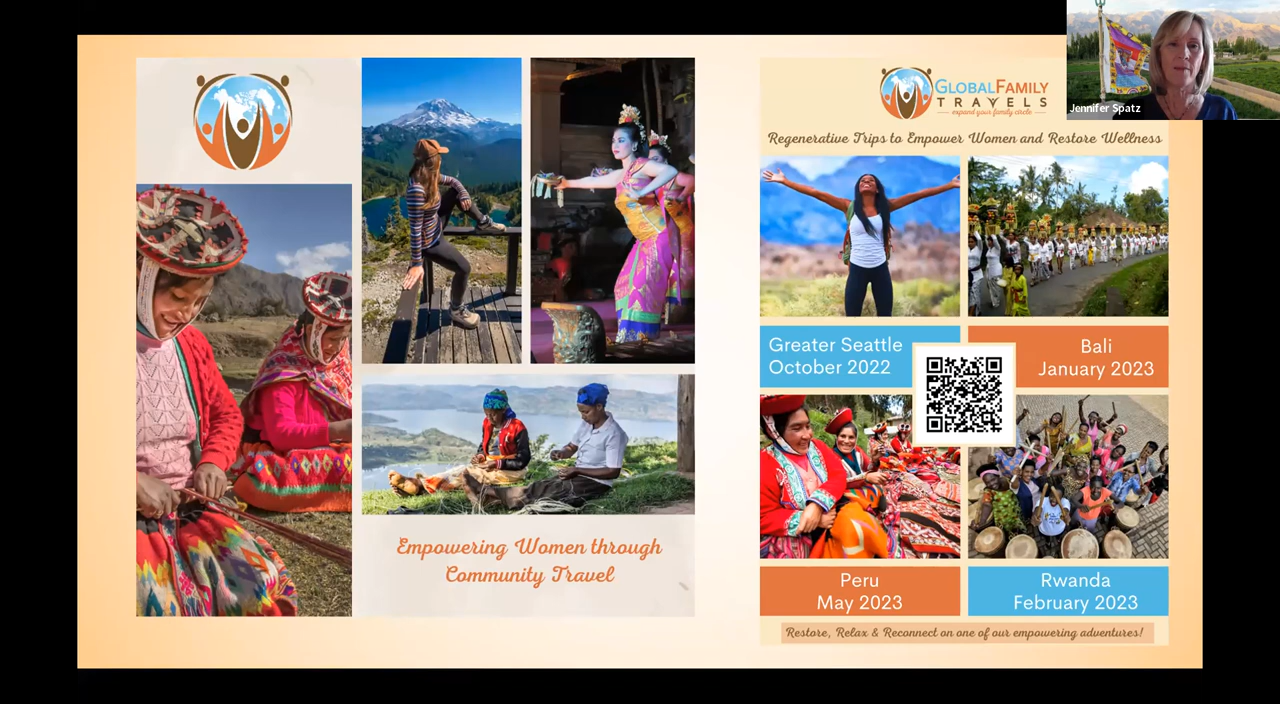 Empowering Women through
Community Travel
GLOBALFAMILY
TRAVELS
expand your family circle
Regenerative Trips to Empower Women and Restore Wellness
Greater Seattle
October 2022
Bali
January 2023
Peru
May 2023
Rwanda
February 2023
Restore, Relax & Reconnect on one of our empowering adventures!
Jennifer Spatz